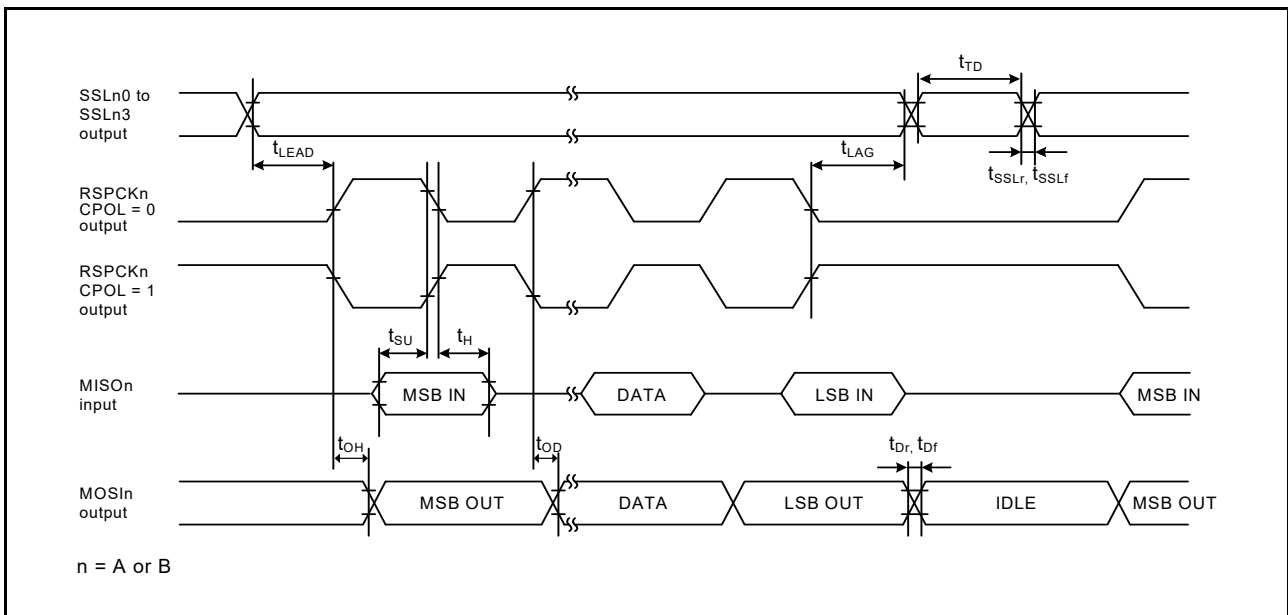 tTD
SSLn0 to
SSLn3
output
tLEAD
tLAG
tSSLr, tSSLf
RSPCKn
CPOL = 0
output
RSPCKn
CPOL = 1
output
tSU
tH
MISOn
input
MSB IN
DATA
LSB IN
MSB IN
tOH
tOD
tDr, tDf
MOSIn
output
MSB OUT
DATA
LSB OUT
IDLE
MSB OUT
n = A or B